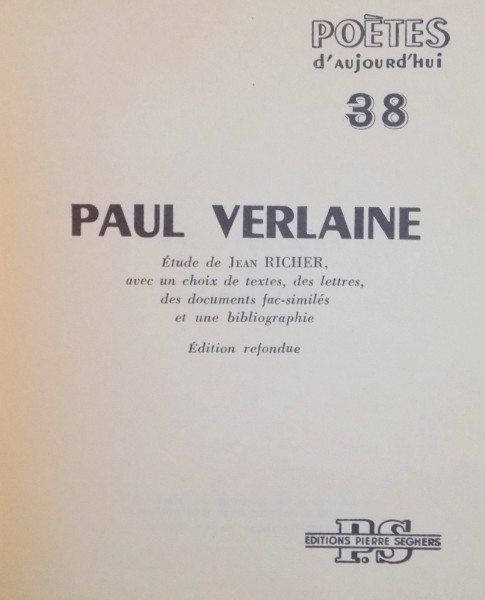 POÈTES
d'aujourd'hui
38
PAUL VERLAINE
Étude de JEAN RICHER,
avec un choix de textes, des lettres,
des documents fac-similés
et une bibliographie
Édition refondue
P.S
EDITIONS PIERRE SEGHERS